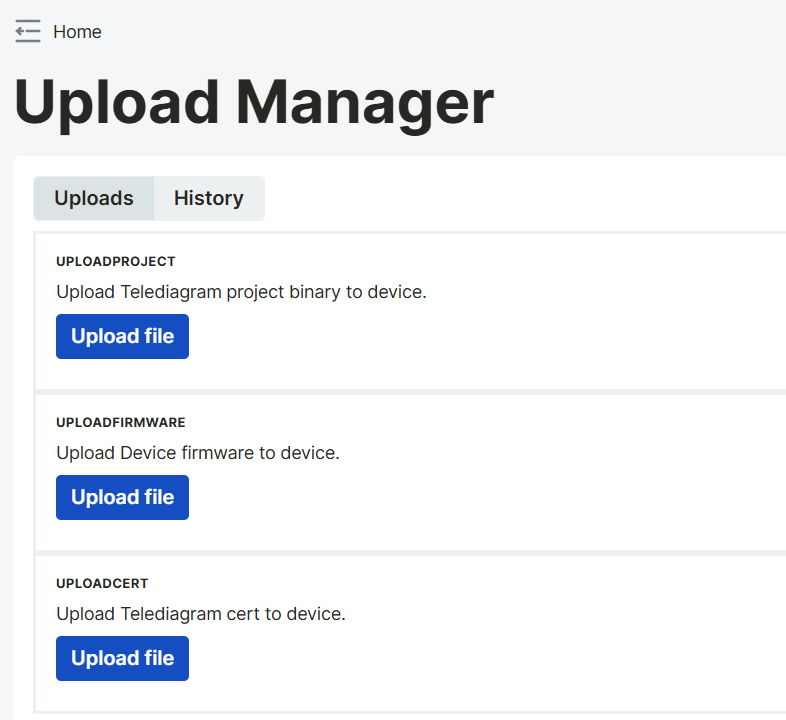 Home
Upload Manager
Uploads History
UPLOADPROJECT
Upload Telediagram project binary to device.
Upload file
UPLOADFIRMWARE
Upload Device firmware to device.
Upload file
UPLOADCERT
Upload Telediagram cert to device.
Upload file